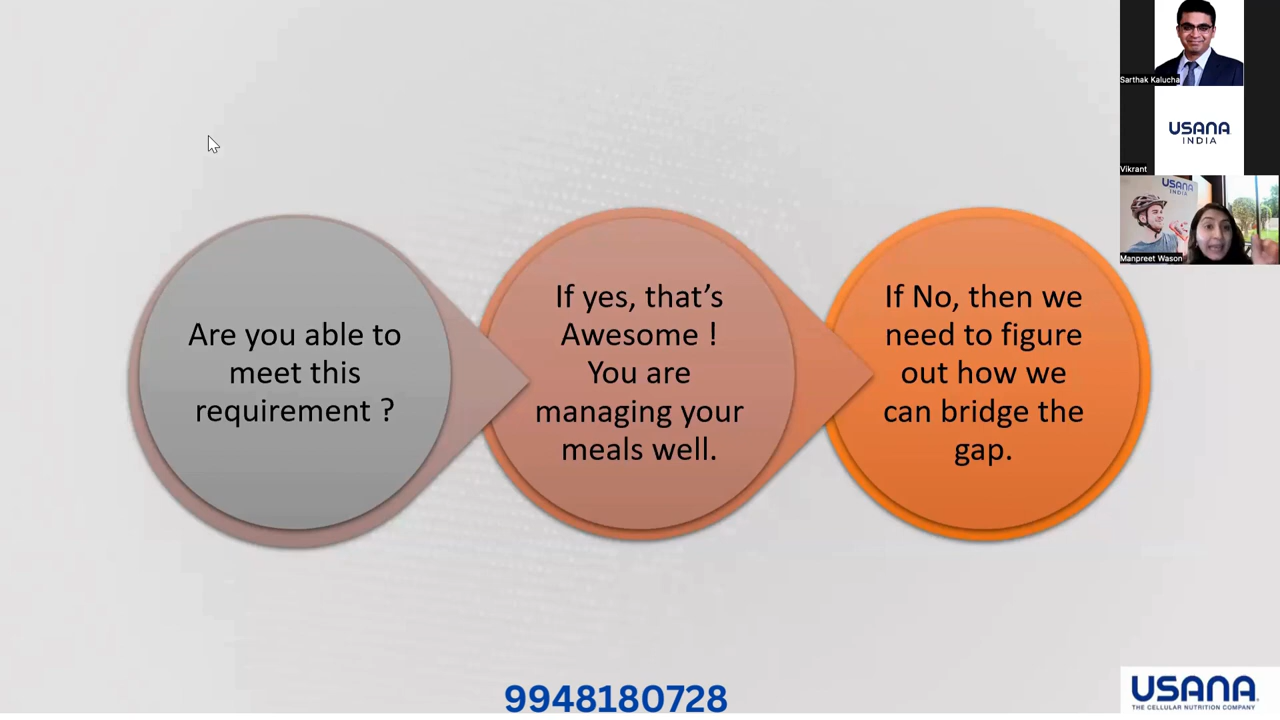 Are you able to
meet this
requirement ?
If yes, that’s
Awesome !
You are
managing your
meals well.
If No, then we
need to figure
out how we
can bridge the
gap.
Sarthak Kalucha
USANA
INDIA
Vikrant
USANA
INDIA
Manpreet Wason
9948180728
USANA
THE CELLULAR NUTRITION COMPANY